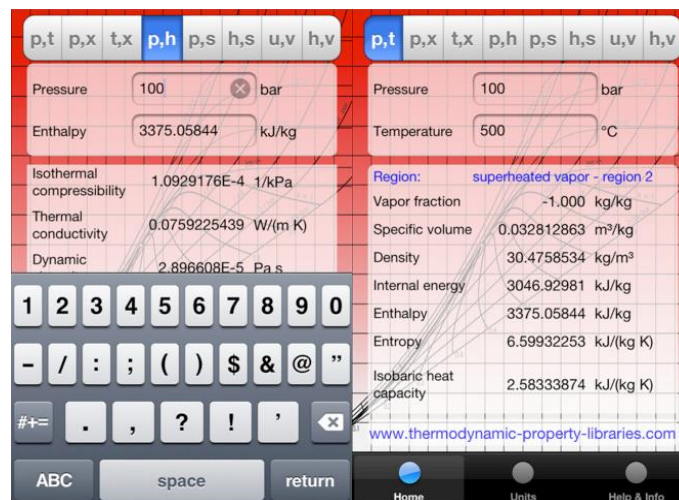 p,t p,x t,x p,h p,s h,s u,v h,v
Pressure 100 bar
Enthalpy 3375.05844 kJ/kg
Isothermal
compressibility 1.0929176E-4 1/kPa
Thermal
conductivity 0.0759225439 W/(m K)
Dynamic
2.896608E-5 Pa s
1 2 3 4 5 6 7 8 9 0
- / : ; ( ) $ & @ ”
#+= . , ? ! ’
ABC space return
p,t p,x t,x p,h p,s h,s u,v h,v
Pressure 100 bar
Temperature 500 °C
Region: superheated vapor - region 2
Vapor fraction -1.000 kg/kg
Specific volume 0.032812863 m³/kg
Density 30.4758534 kg/m³
Internal energy 3046.92981 kJ/kg
Enthalpy 3375.05844 kJ/kg
Entropy 6.59932253 kJ/(kg K)
Isobaric heat
capacity 2.58333874 kJ/(kg K)
www.thermodynamic-property-libraries.com
Home Units Help & Info